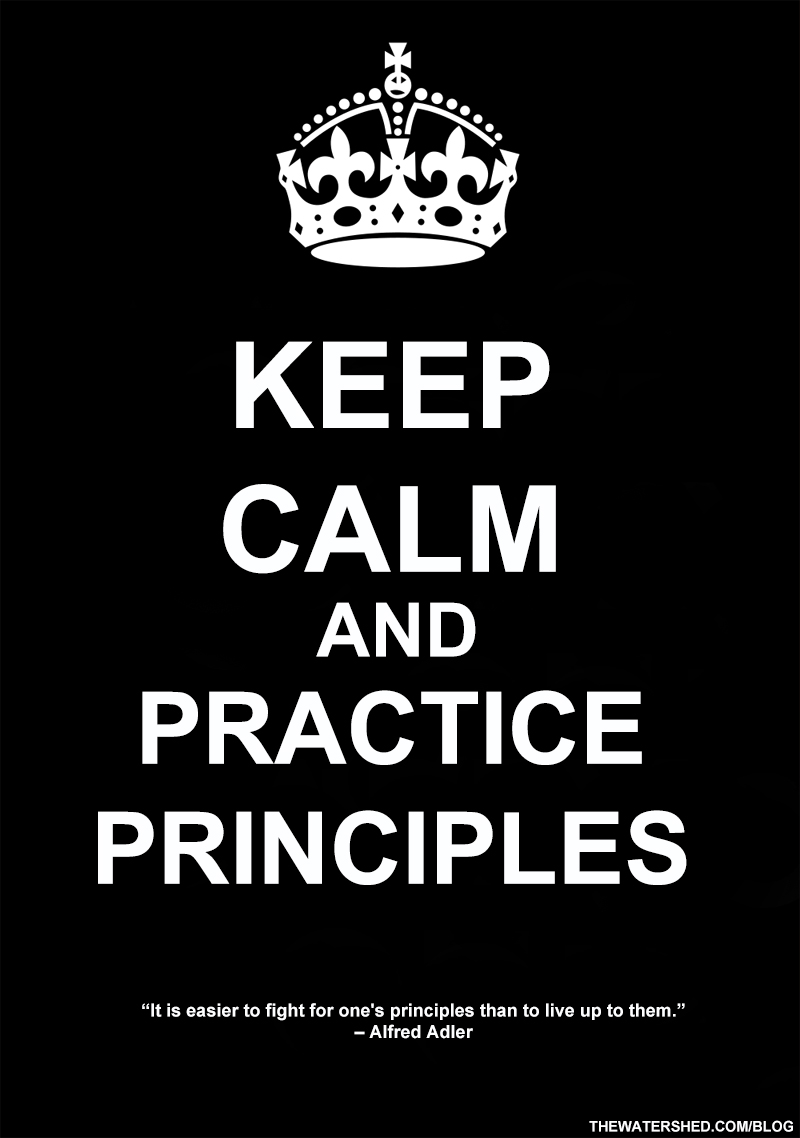 KEEP
CALM
AND
PRACTICE
PRINCIPLES
“It is easier to fight for one's principles than to live up to them.”
– Alfred Adler
THEWATERSHED.COM/BLOG